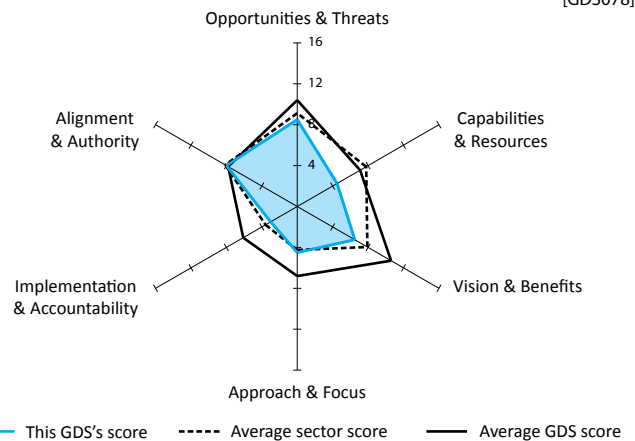 [GDS078]
Opportunities & Threats
16
12
8
4
Alignment
& Authority
Capabilities
& Resources
Implementation
& Accountability
Vision & Benefits
Approach & Focus
This GDS's score
Average sector score
Average GDS score